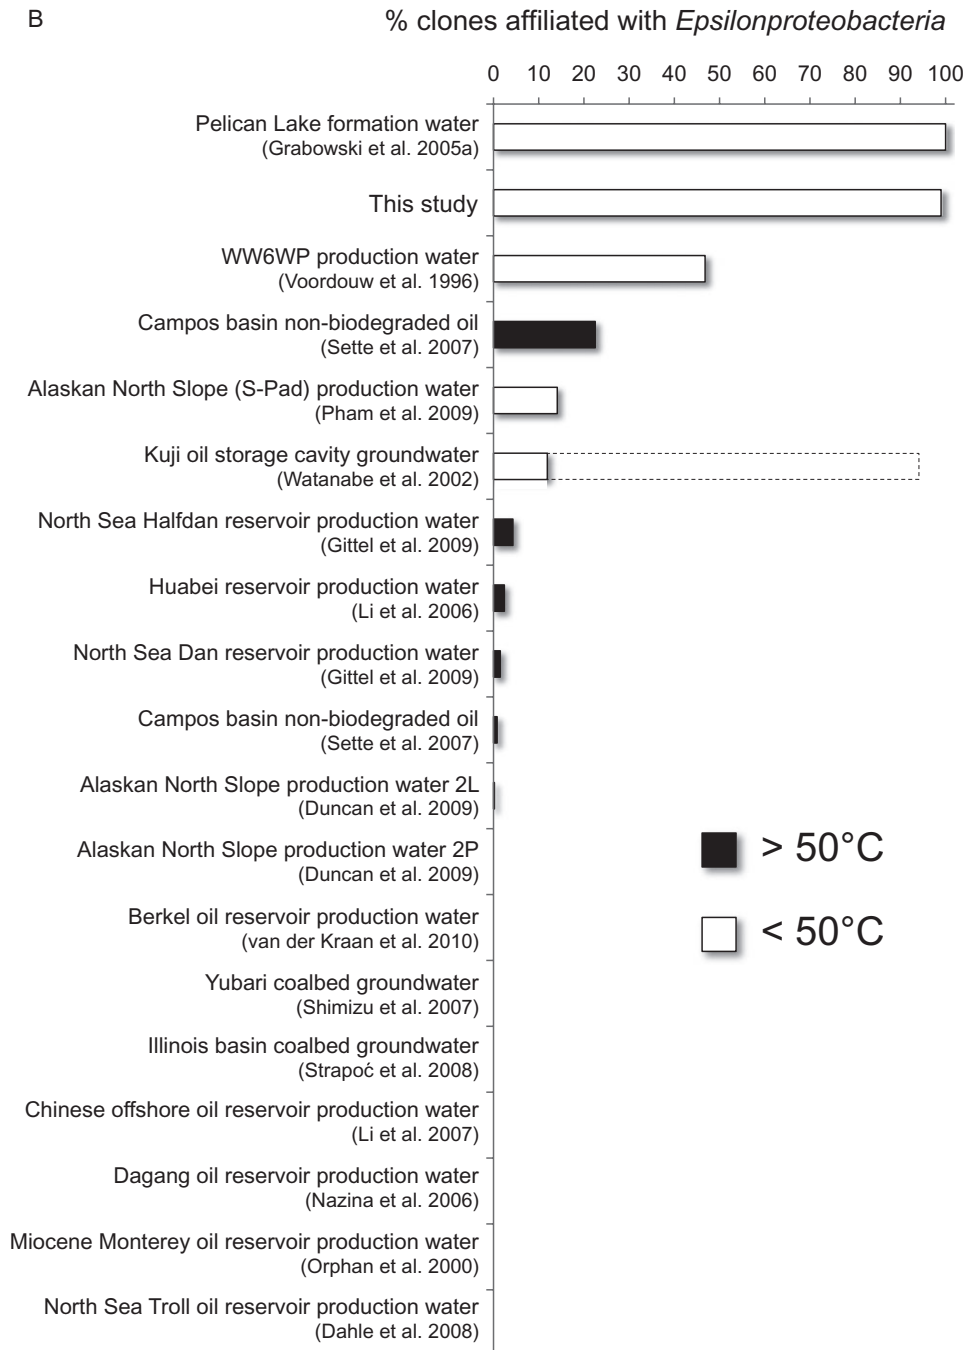 B
% clones affiliated with Epsilonproteobacteria
0 10 20 30 40 50 60 70 80 90 100
Pelican Lake formation water
(Grabowski et al. 2005a)
This study
WW6WP production water
(Voordouw et al. 1996)
Campos basin non-biodegraded oil
(Sette et al. 2007)
Alaskan North Slope (S-Pad) production water
(Pham et al. 2009)
Kuji oil storage cavity groundwater
(Watanabe et al. 2002)
North Sea Halfdan reservoir production water
(Gittel et al. 2009)
Huabei reservoir production water
(Li et al. 2006)
North Sea Dan reservoir production water
(Gittel et al. 2009)
Campos basin non-biodegraded oil
(Sette et al. 2007)
Alaskan North Slope production water 2L
(Duncan et al. 2009)
Alaskan North Slope production water 2P
(Duncan et al. 2009)
Berkel oil reservoir production water
(van der Kraan et al. 2010)
Yubari coalbed groundwater
(Shimizu et al. 2007)
Illinois basin coalbed groundwater
(Strapoć et al. 2008)
Chinese offshore oil reservoir production water
(Li et al. 2007)
Dagang oil reservoir production water
(Nazina et al. 2006)
Miocene Monterey oil reservoir production water
(Orphan et al. 2000)
North Sea Troll oil reservoir production water
(Dahle et al. 2008)
> 50°C
< 50°C